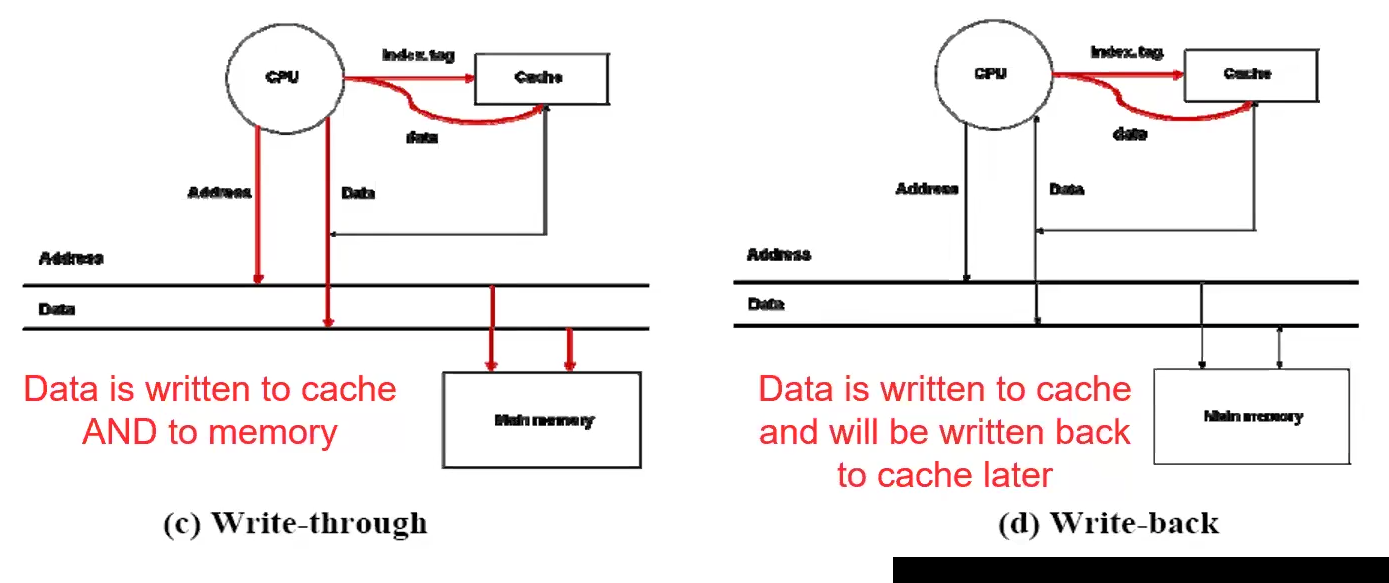 Index.tag
CPU
Cache
data
Address
Data
Address
Data
Main memory
Data is written to cache
AND to memory
(c) Write-through
Index.tag
CPU
Cache
data
Address
Data
Address
Data
Main memory
Data is written to cache
and will be written back
to cache later
(d) Write-back